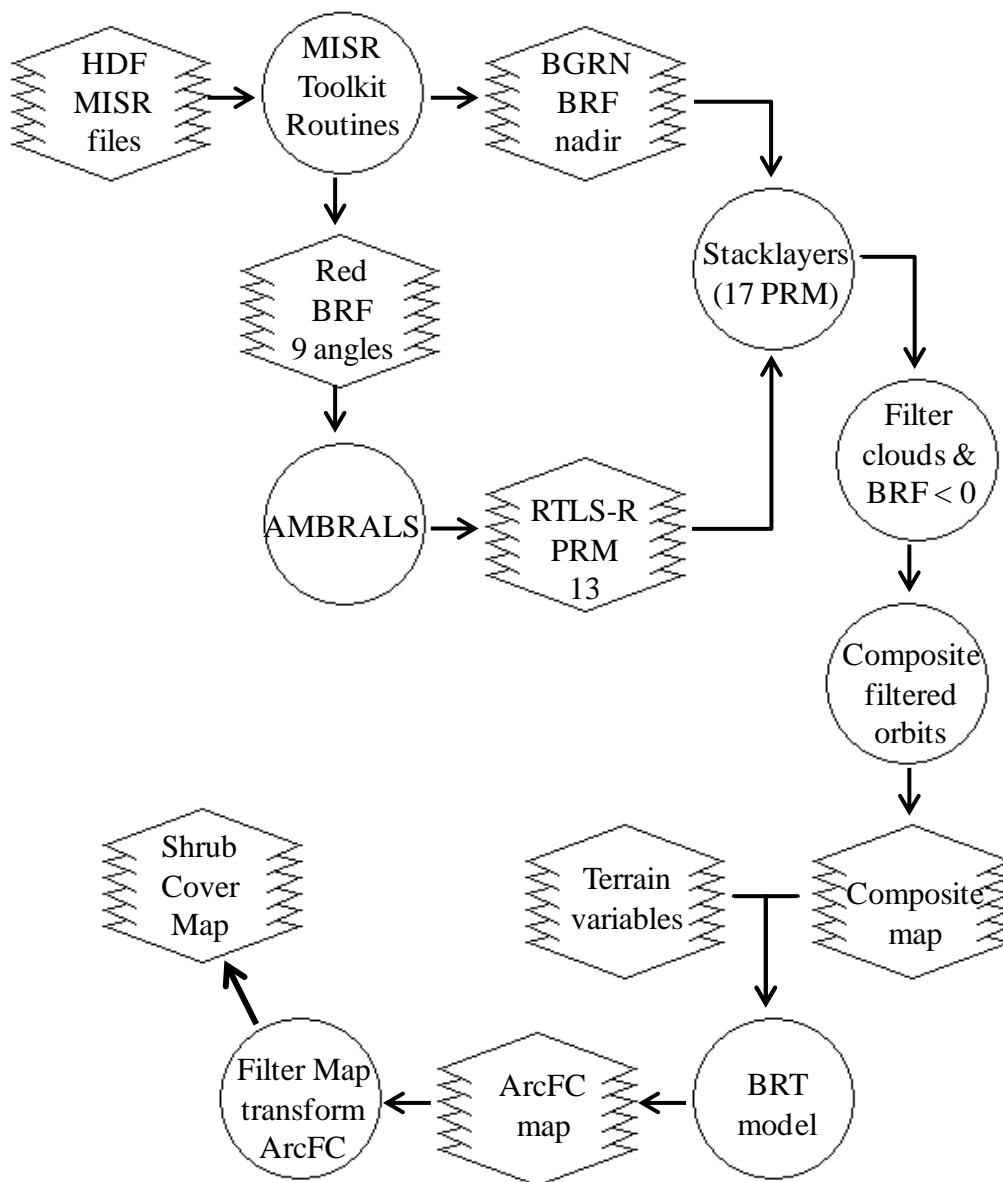 HDF
MISR
files
MISR
Toolkit
Routines
BGRN
BRF
nadir
Red
BRF
9 angles
Stacklayers
(17 PRM)
AMBRALS
RTLS-R
PRM
13
Filter
clouds &
BRF < 0
Composite
filtered
orbits
Composite
map
Terrain
variables
BRT
model
ArcFC
map
Filter Map
transform
ArcFC
Shrub
Cover
Map